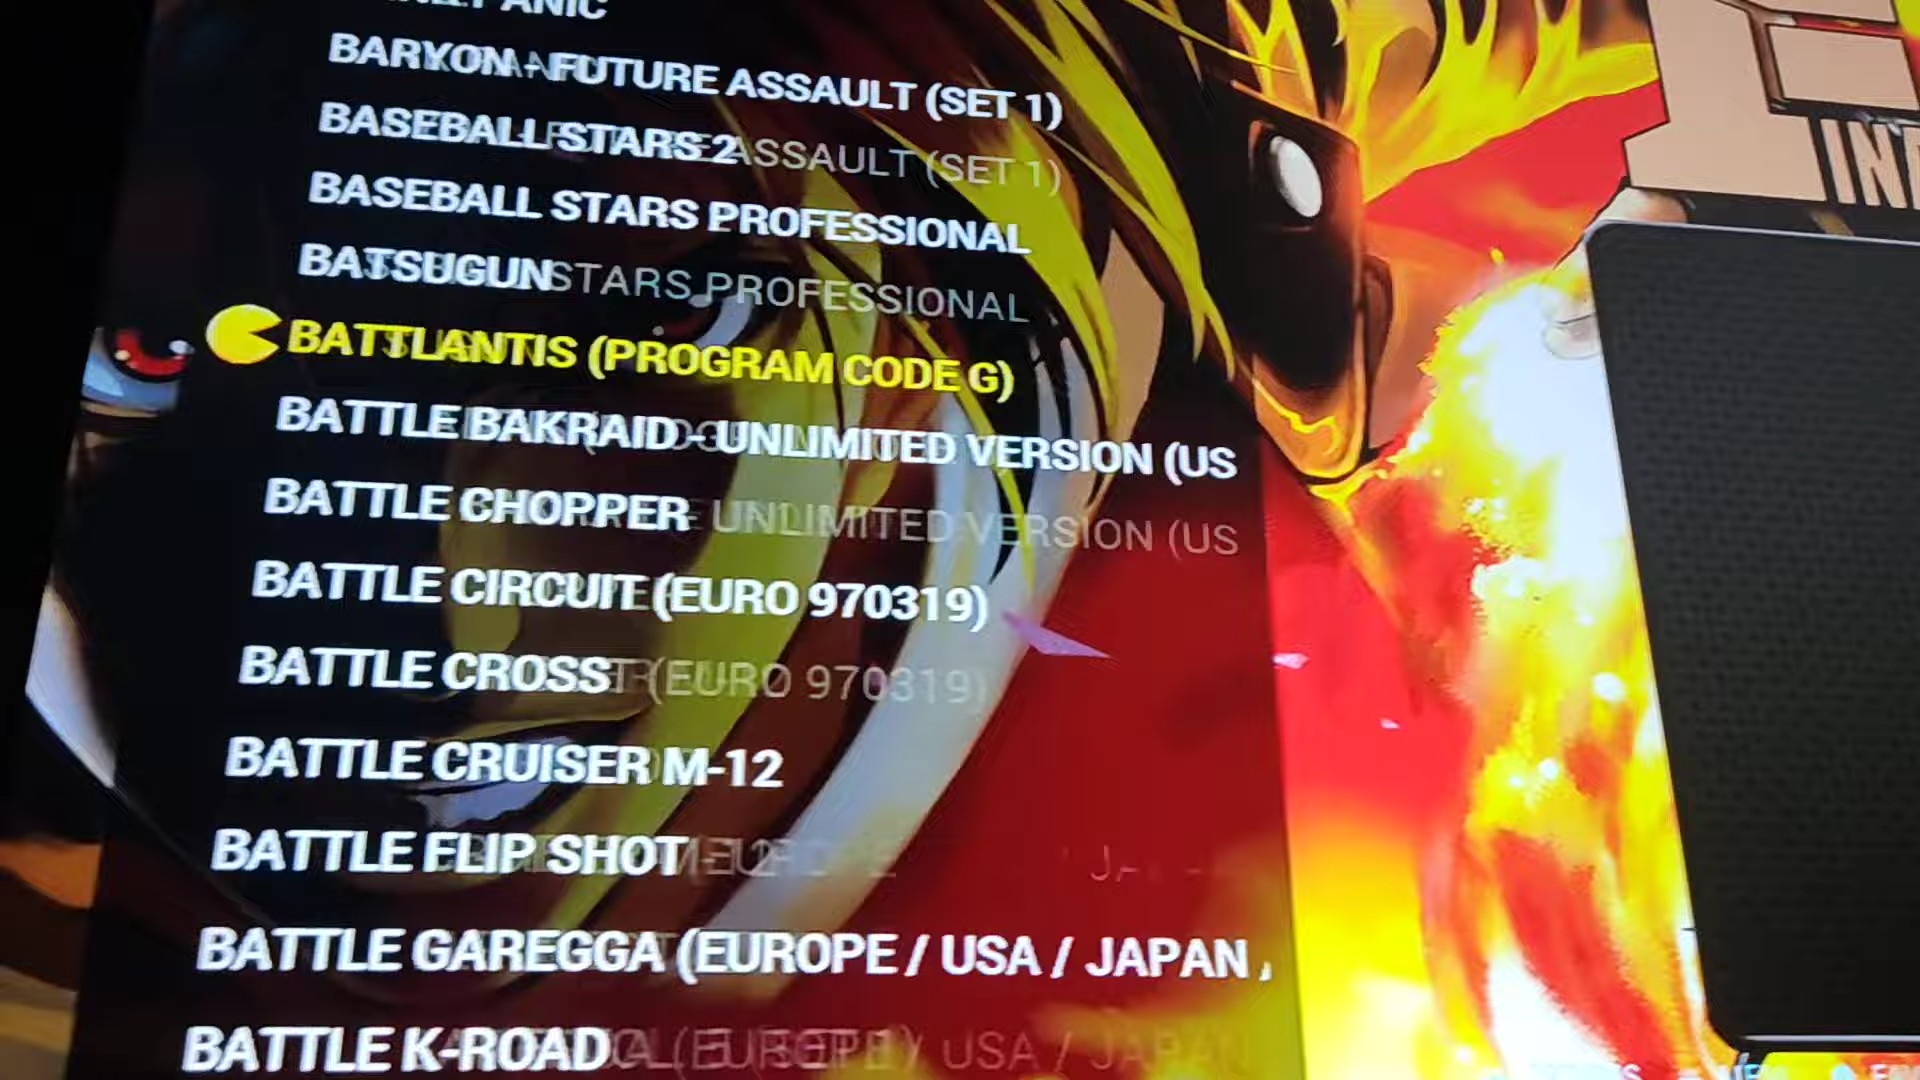 PANIC
BARYON - FUTURE ASSAULT (SET 1)
BASEBALL STARS 2
BASEBALL STARS PROFESSIONAL
BATSUGUN
BATTLANTIS (PROGRAM CODE G)
BATTLE BAKRAID - UNLIMITED VERSION (US
BATTLE CHOPPER
BATTLE CIRCUIT (EURO 970319)
BATTLE CROSS
BATTLE CRUISER M-12
BATTLE FLIP SHOT
BATTLE GAREGGA (EUROPE / USA / JAPAN
BATTLE K-ROAD